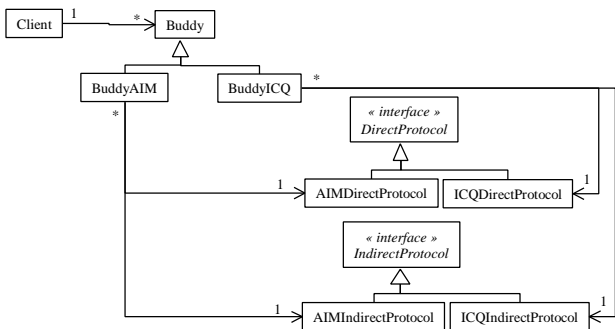 Client
1
*
Buddy
BuddyAIM
BuddyICQ
*
*
« interface »
DirectProtocol
1
AIMDirectProtocol
ICQDirectProtocol
1
« interface »
IndirectProtocol
1
AIMIndirectProtocol
ICQIndirectProtocol
1